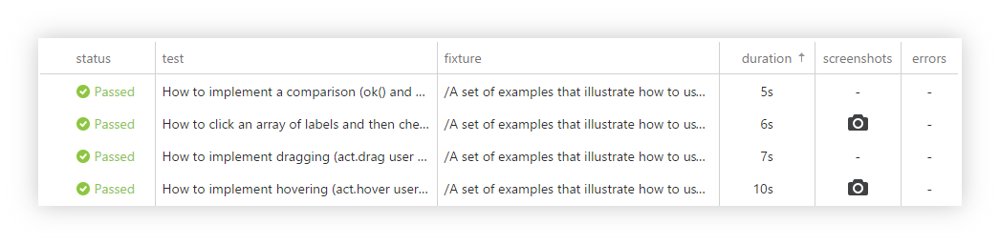 status test fixture duration ↑ screenshots errors
Passed How to implement a comparison (ok() and ... /A set of examples that illustrate how to us... 5s - -
Passed How to click an array of labels and then che... /A set of examples that illustrate how to us... 6s -
Passed How to implement dragging (act.drag user ... /A set of examples that illustrate how to us... 7s - -
Passed How to implement hovering (act.hover user... /A set of examples that illustrate how to us... 10s -